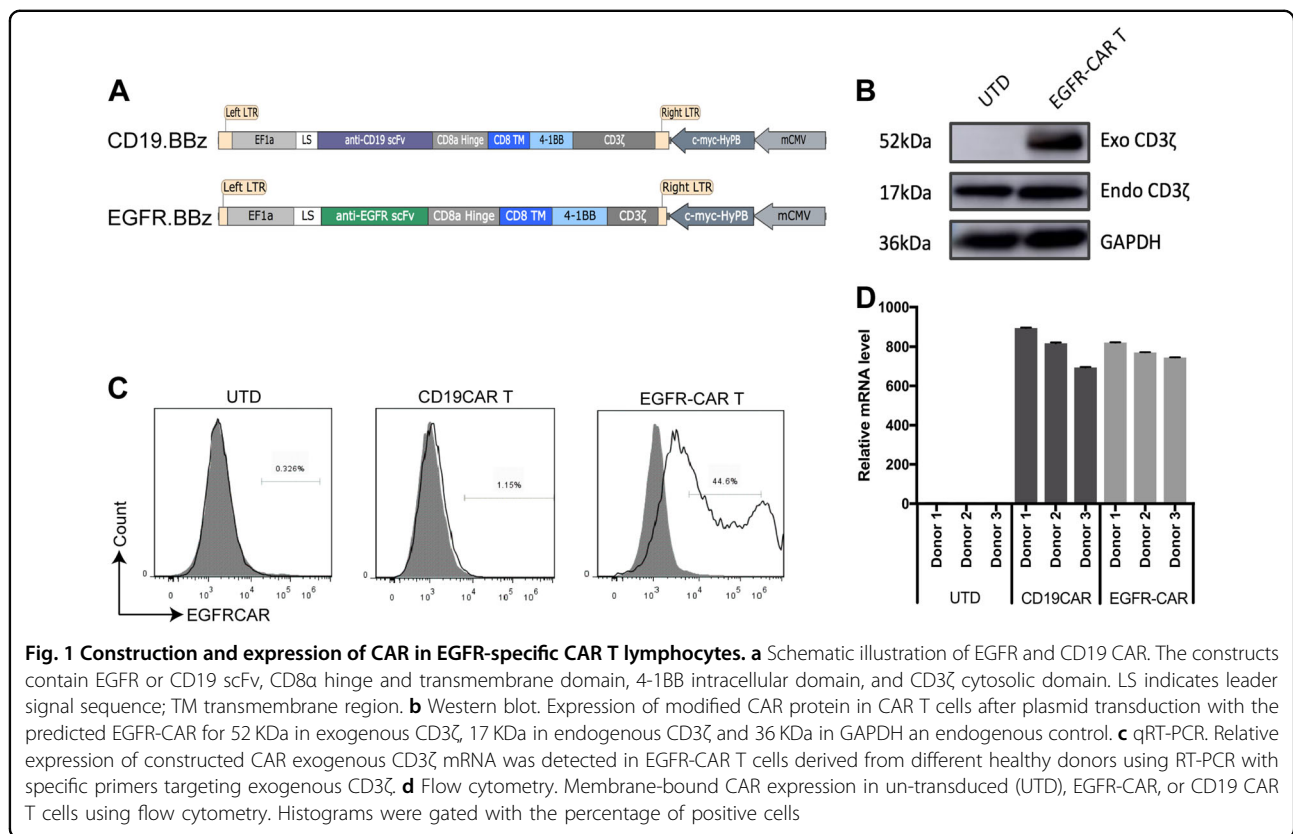 A
Left LTR
Right LTR
CD19.BBz
EF1a LS anti-CD19 scFv CD8a Hinge CD8 TM 4-1BB CD3ζ c-myc-HyPB mCMV
Left LTR
Right LTR
EGFR.BBz
EF1a LS anti-EGFR scFv CD8a Hinge CD8 TM 4-1BB CD3ζ c-myc-HyPB mCMV
B
UTD
EGFR-CAR T
52kDa Exo CD3ζ
17kDa Endo CD3ζ
36kDa GAPDH
C
UTD
0.326%
0
0 10³ 10⁴ 10⁵ 10⁶
CD19CAR T
1.15%
0
0 10³ 10⁴ 10⁵ 10⁶
EGFR-CAR T
44.6%
0
0 10³ 10⁴ 10⁵ 10⁶
Count
EGFRCAR
D
Relative mRNA level
1000
800
600
400
200
0
Donor 1
Donor 2
Donor 3
Donor 1
Donor 2
Donor 3
Donor 1
Donor 2
Donor 3
UTD CD19CAR EGFR-CAR
Fig. 1 Construction and expression of CAR in EGFR-specific CAR T lymphocytes. a Schematic illustration of EGFR and CD19 CAR. The constructs
contain EGFR or CD19 scFv, CD8α hinge and transmembrane domain, 4-1BB intracellular domain, and CD3ζ cytosolic domain. LS indicates leader
signal sequence; TM transmembrane region. b Western blot. Expression of modified CAR protein in CAR T cells after plasmid transduction with the
predicted EGFR-CAR for 52 KDa in exogenous CD3ζ, 17 KDa in endogenous CD3ζ and 36 KDa in GAPDH an endogenous control. c qRT-PCR. Relative
expression of constructed CAR exogenous CD3ζ mRNA was detected in EGFR-CAR T cells derived from different healthy donors using RT-PCR with
specific primers targeting exogenous CD3ζ. d Flow cytometry. Membrane-bound CAR expression in un-transduced (UTD), EGFR-CAR, or CD19 CAR
T cells using flow cytometry. Histograms were gated with the percentage of positive cells